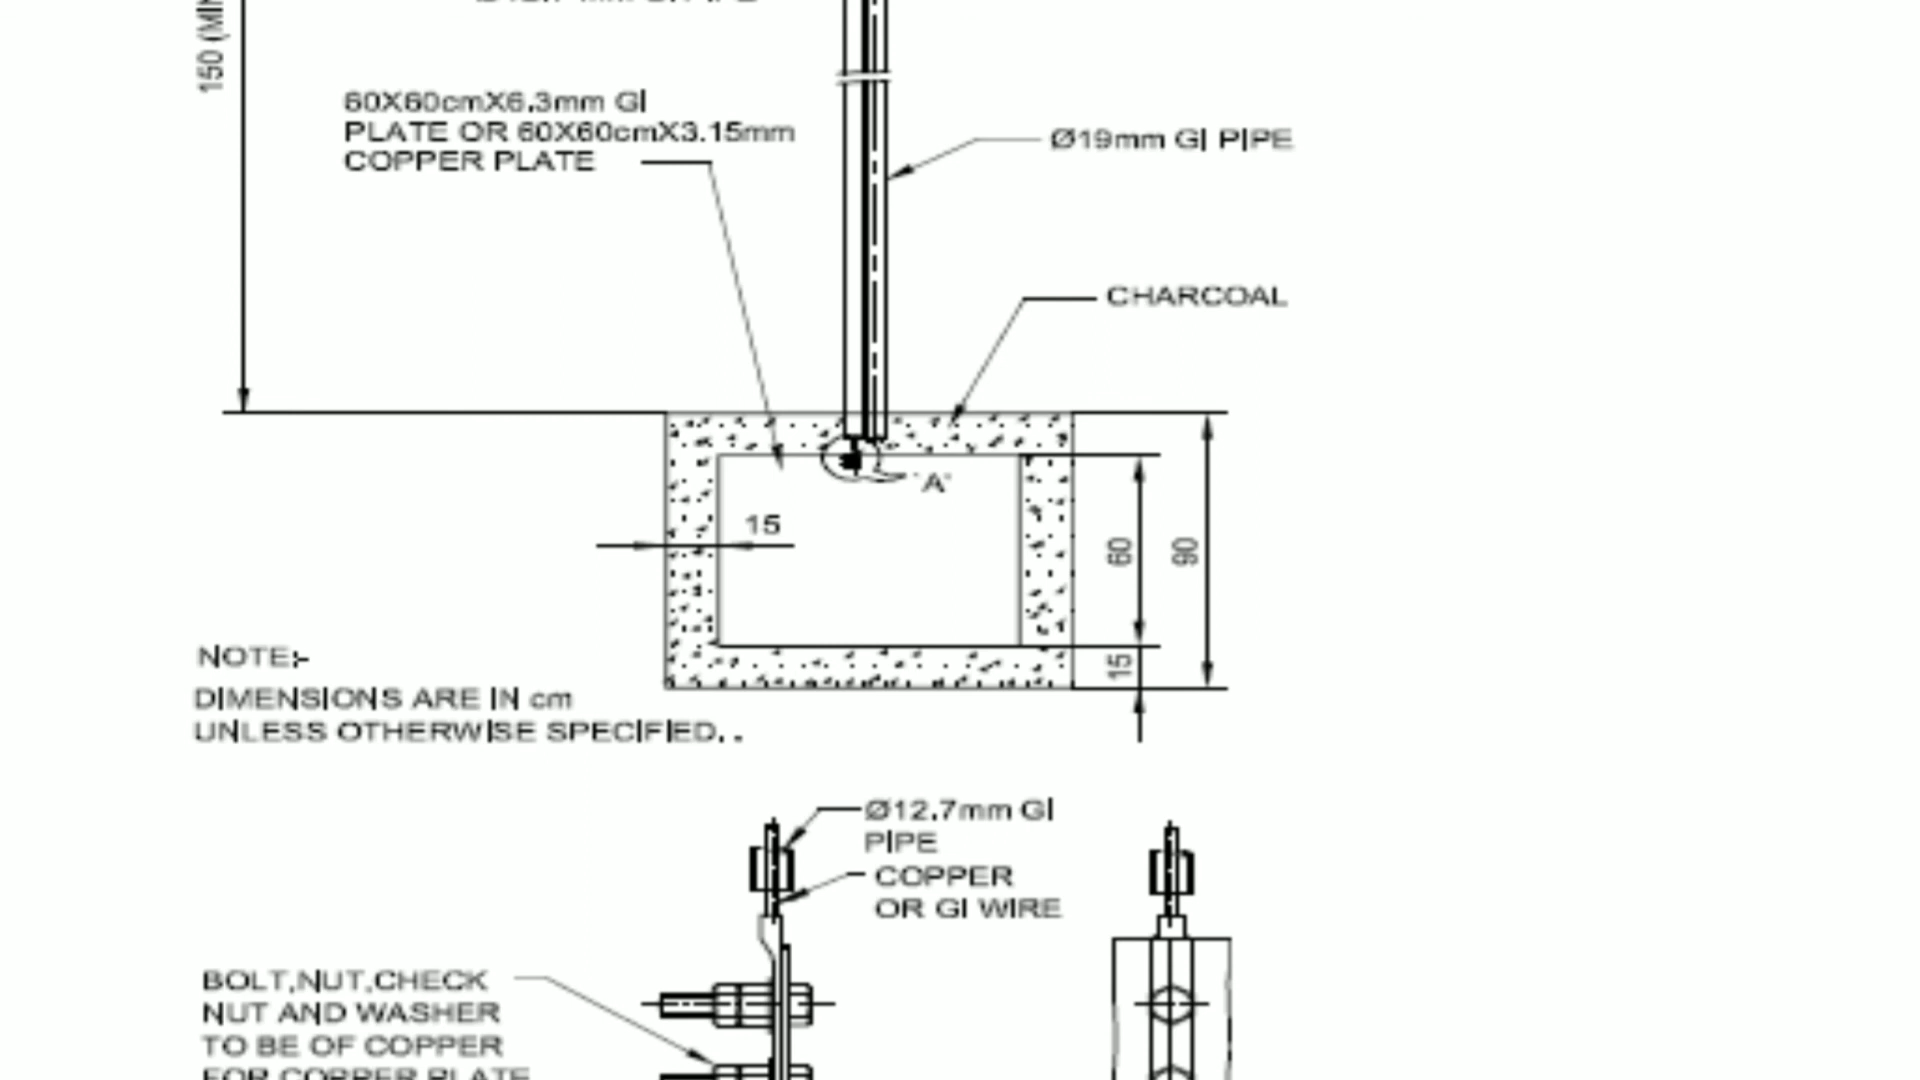 150 (MIN
60X60cmX6.3mm GI
PLATE OR 60X60cmX3.15mm
COPPER PLATE
Ø19mm GI PIPE
CHARCOAL
'A'
15
60
90
15
NOTE:-
DIMENSIONS ARE IN cm
UNLESS OTHERWISE SPECIFIED. .
Ø12.7mm GI
PIPE
COPPER
OR GI WIRE
BOLT,NUT,CHECK
NUT AND WASHER
TO BE OF COPPER
FOR COPPER PLATE